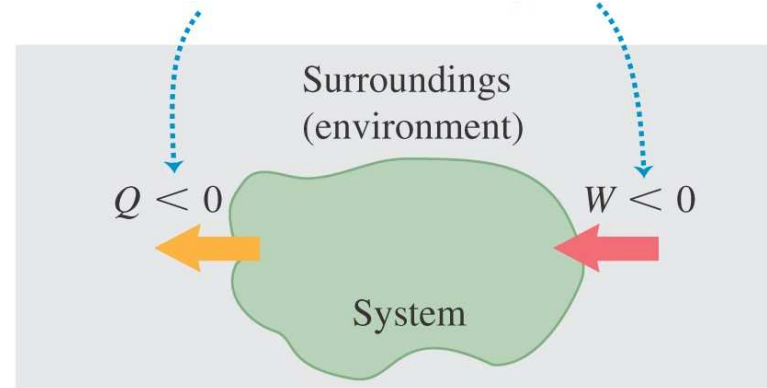 Surroundings
(environment)
Q < 0
W < 0
System